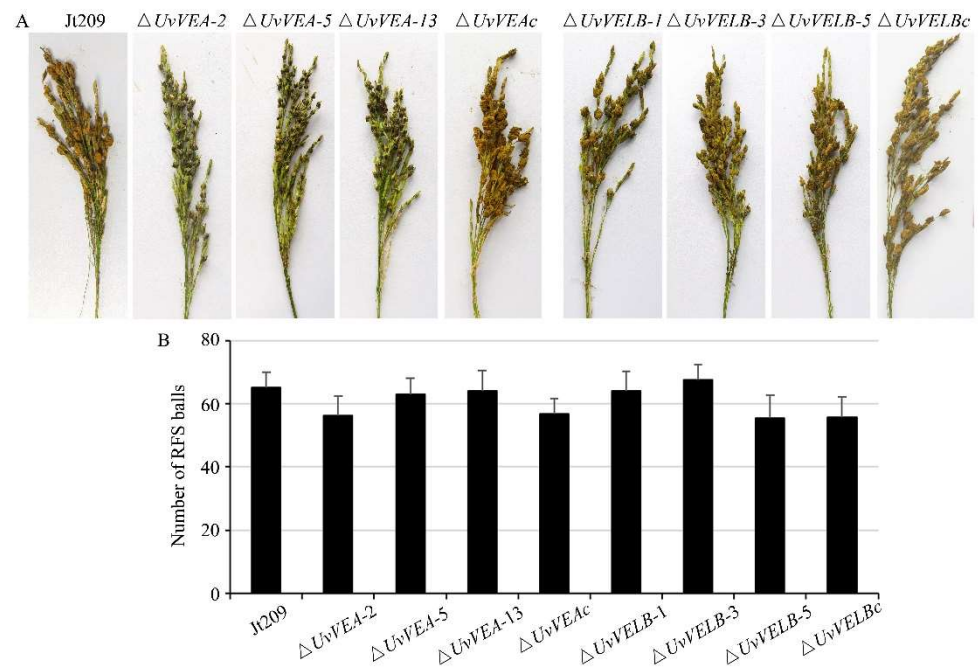 A
Jt209 △UvVEA-2 △UvVEA-5 △UvVEA-13 △UvVEAc △UvVELB-1 △UvVELB-3 △UvVELB-5 △UvVELBc
B
80
60
40
20
0
Number of RFS balls
Jt209 △UvVEA-2 △UvVEA-5 △UvVEA-13 △UvVEAc △UvVELB-1 △UvVELB-3 △UvVELB-5 △UvVELBc